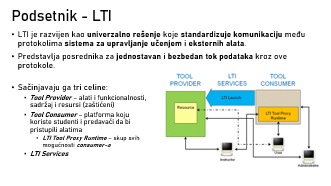 Podsetnik - LTI
• LTI je razvijen kao univerzalno rešenje koje standardizuje komunikaciju među
protokolima sistema za upravljanje učenjem i eksternih alata.
• Predstavlja posrednika za jednostavan i bezbedan tok podataka kroz ove
protokole.
• Sačinjavaju ga tri celine:
• Tool Provider – alati i funkcionalnosti,
sadržaj i resursi (zaštićeni)
• Tool Consumer – platforma koju
koriste studenti i predavači da bi
pristupili alatima
• LTI Tool Proxy Runtime – skup svih
mogućnosti consumer-a
• LTI Services
TOOL
PROVIDER
LTI
SERVICES
TOOL
CONSUMER
LTI Launch
Resource
LTI Tool Proxy
Runtime
Instructor
User
Administrator